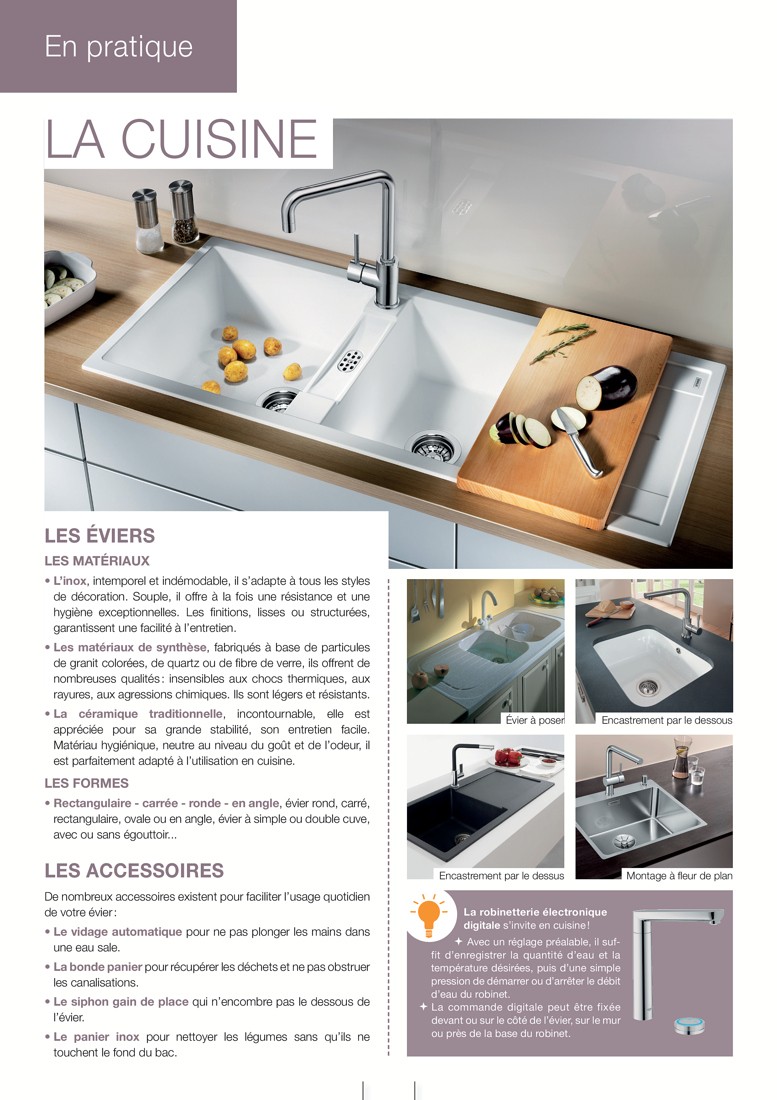 En pratique
LA CUISINE
LES ÉVIERS
LES MATÉRIAUX
• L'inox, intemporel et indémodable, il s'adapte à tous les styles
de décoration. Souple, il offre à la fois une résistance et une
hygiène exceptionnelles. Les finitions, lisses ou structurées,
garantissent une facilité à l'entretien.
• Les matériaux de synthèse, fabriqués à base de particules
de granit colorées, de quartz ou de fibre de verre, ils offrent de
nombreuses qualités : insensibles aux chocs thermiques, aux
rayures, aux agressions chimiques. Ils sont légers et résistants.
• La céramique traditionnelle, incontournable, elle est
appréciée pour sa grande stabilité, son entretien facile.
Matériau hygiénique, neutre au niveau du goût et de l'odeur, il
est parfaitement adapté à l'utilisation en cuisine.
LES FORMES
• Rectangulaire - carrée - ronde - en angle, évier rond, carré,
rectangulaire, ovale ou en angle, évier à simple ou double cuve,
avec ou sans égouttoir...
LES ACCESSOIRES
De nombreux accessoires existent pour faciliter l'usage quotidien
de votre évier :
• Le vidage automatique pour ne pas plonger les mains dans
une eau sale.
• La bonde panier pour récupérer les déchets et ne pas obstruer
les canalisations.
• Le siphon gain de place qui n'encombre pas le dessous de
l'évier.
• Le panier inox pour nettoyer les légumes sans qu'ils ne
touchent le fond du bac.
Évier à poser
Encastrement par le dessous
Encastrement par le dessus
Montage à fleur de plan
La robinetterie électronique
digitale s'invite en cuisine !
Avec un réglage préalable, il suf-
fit d'enregistrer la quantité d'eau et la
température désirées, puis d'une simple
pression de démarrer ou d'arrêter le débit
d'eau du robinet.
La commande digitale peut être fixée
devant ou sur le côté de l'évier, sur le mur
ou près de la base du robinet.